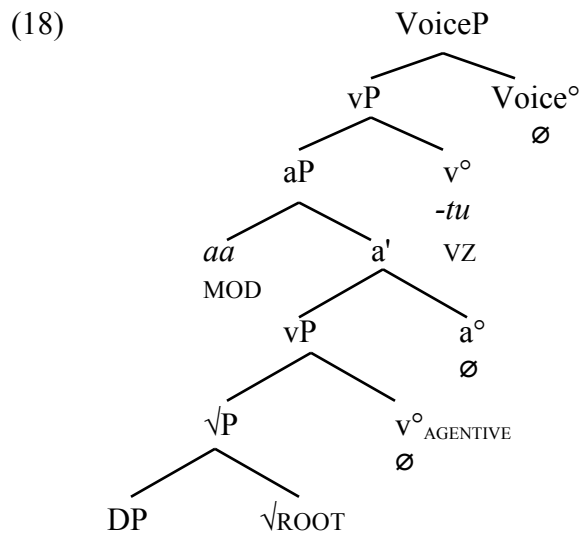 (18) VoiceP
vP Voice°
∅
aP v°
-tu
aa a' VZ
MOD
vP a°
∅
√P v°AGENTIVE
∅
DP √ROOT